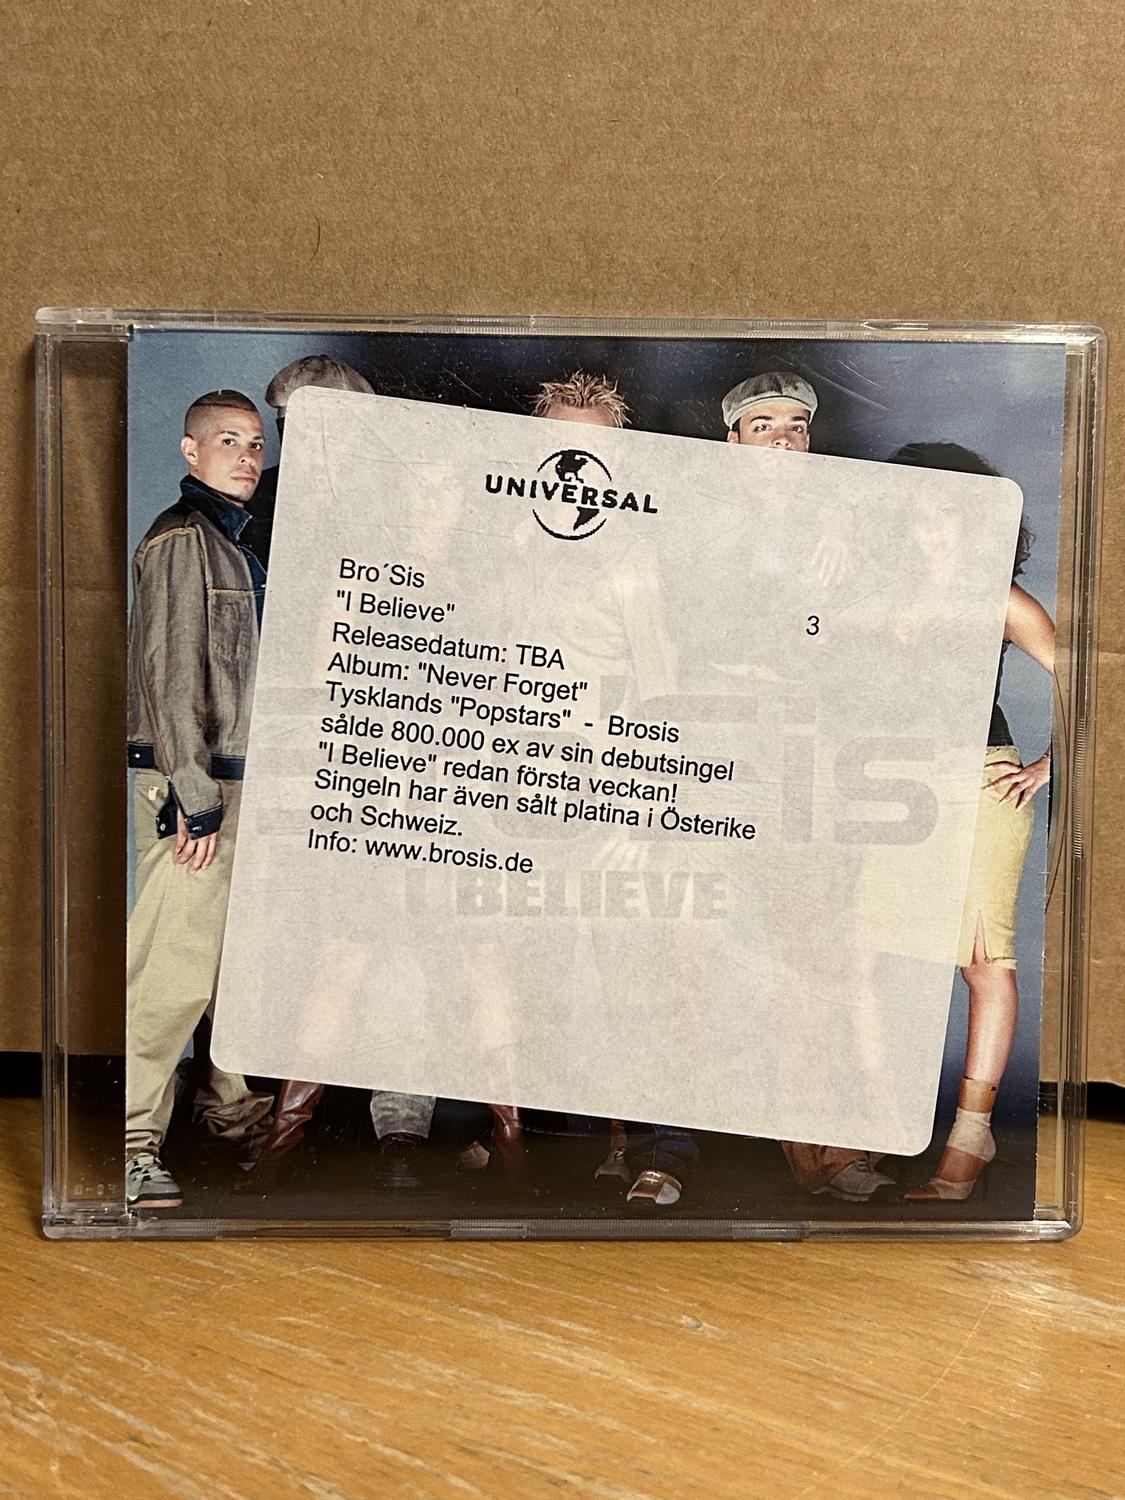 UNIVERSAL
Bro´Sis
"I Believe"
3
Releasedatum: TBA
Album: "Never Forget"
Tysklands "Popstars" - Brosis
sålde 800.000 ex av sin debutsingel
"I Believe" redan första veckan!
Singeln har även sålt platina i Österike
och Schweiz.
Info: www.brosis.de
I BELIEVE